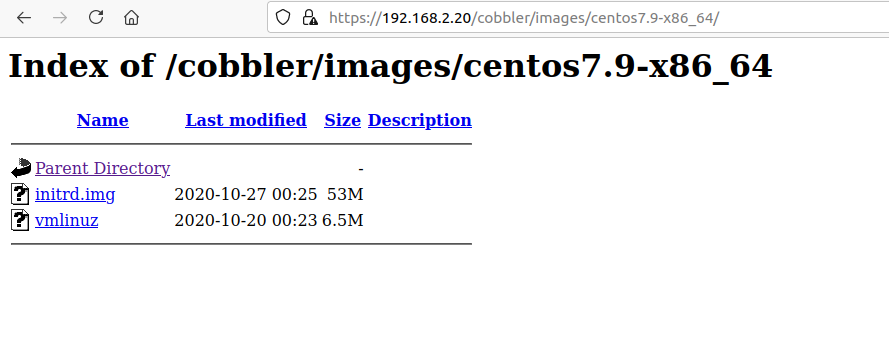 https://192.168.2.20/cobbler/images/centos7.9-x86_64/
Index of /cobbler/images/centos7.9-x86_64
Name Last modified Size Description
Parent Directory -
initrd.img 2020-10-27 00:25 53M
vmlinuz 2020-10-20 00:23 6.5M